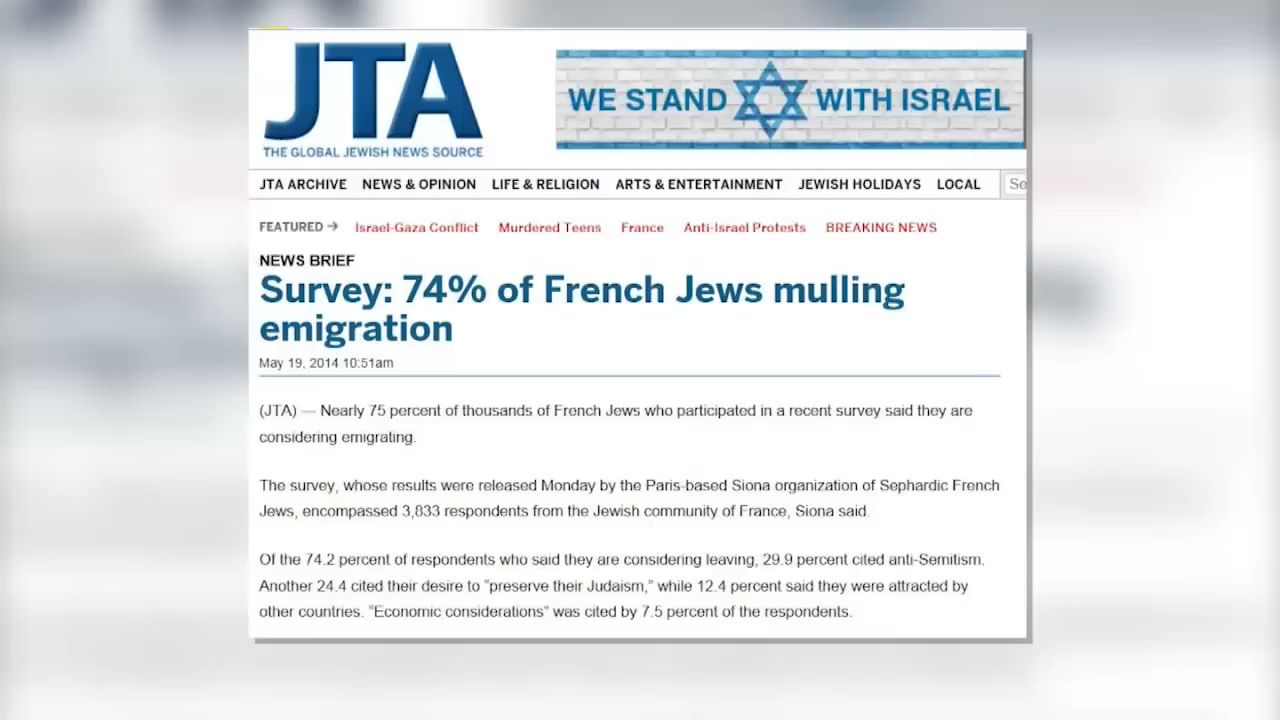 JTA
THE GLOBAL JEWISH NEWS SOURCE
WE STAND WITH ISRAEL
JTA ARCHIVE NEWS & OPINION LIFE & RELIGION ARTS & ENTERTAINMENT JEWISH HOLIDAYS LOCAL
FEATURED → Israel-Gaza Conflict Murdered Teens France Anti-Israel Protests BREAKING NEWS
NEWS BRIEF
Survey: 74% of French Jews mulling
emigration
May 19, 2014 10:51am
(JTA) — Nearly 75 percent of thousands of French Jews who participated in a recent survey said they are
considering emigrating.
The survey, whose results were released Monday by the Paris-based Siona organization of Sephardic French
Jews, encompassed 3,833 respondents from the Jewish community of France, Siona said.
Of the 74.2 percent of respondents who said they are considering leaving, 29.9 percent cited anti-Semitism.
Another 24.4 cited their desire to “preserve their Judaism,” while 12.4 percent said they were attracted by
other countries. “Economic considerations” was cited by 7.5 percent of the respondents.